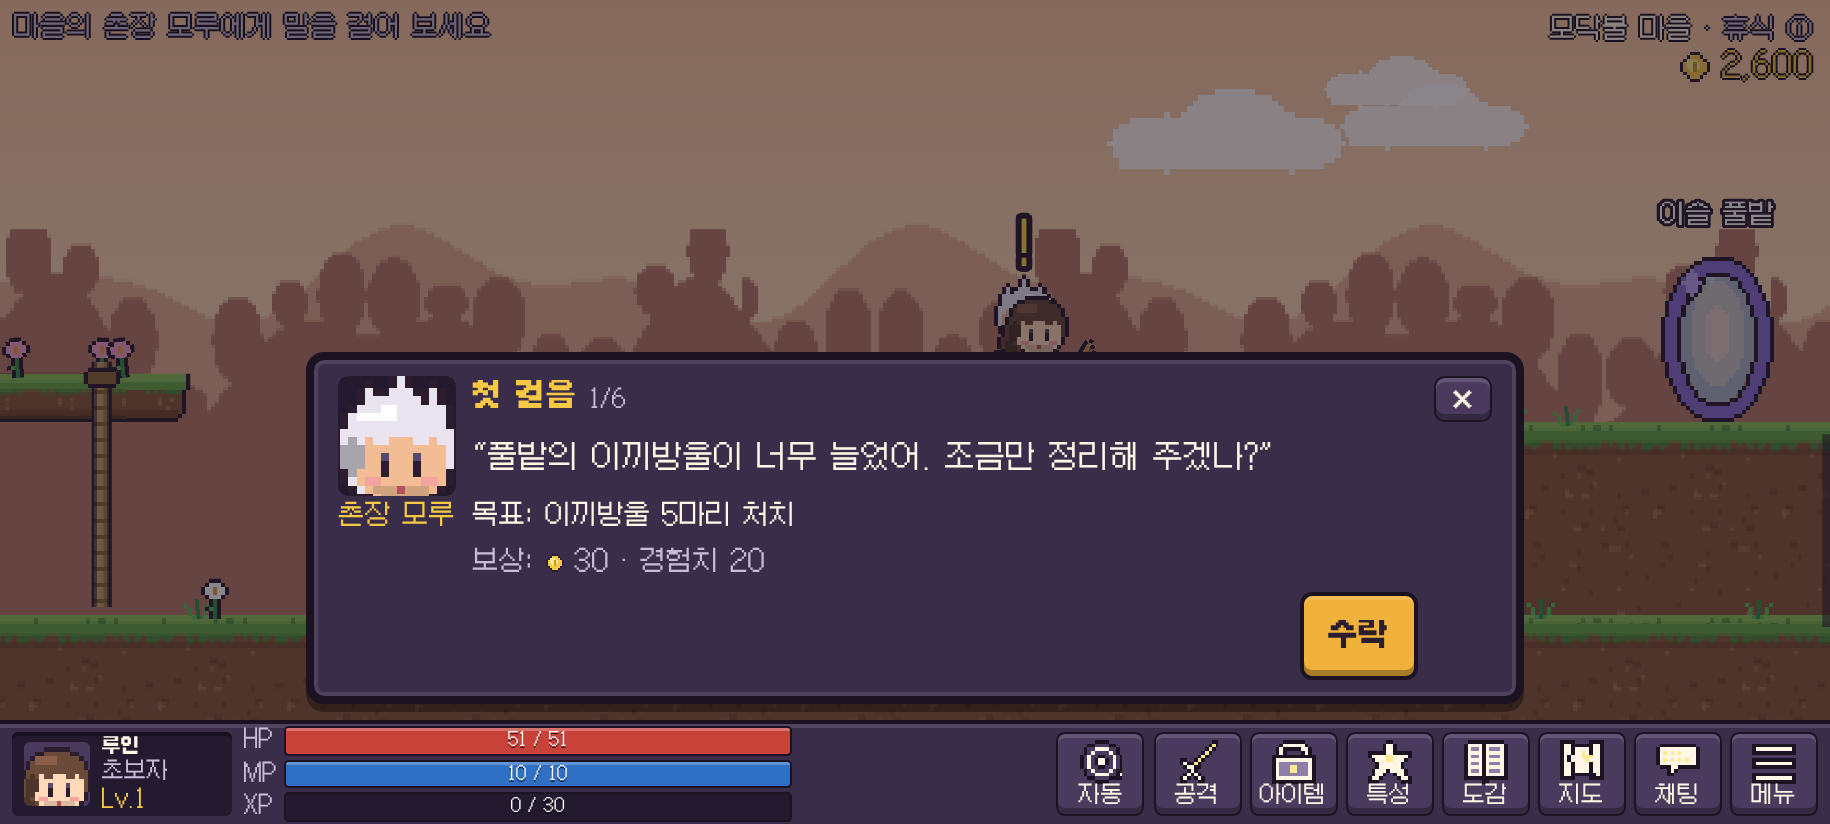 마을의 촌장 모루에게 말을 걸어 보세요
모닥불 마을 · 휴식 ①
2,600
이슬 풀밭
첫 걸음 1/6
“풀밭의 이끼방울이 너무 늘었어. 조금만 정리해 주겠나?”
촌장 모루
목표: 이끼방울 5마리 처치
보상: 30 · 경험치 20
수락
루인
초보자
Lv.1
HP 51 / 51
MP 10 / 10
XP 0 / 30
자동
공격
아이템
특성
도감
지도
채팅
메뉴